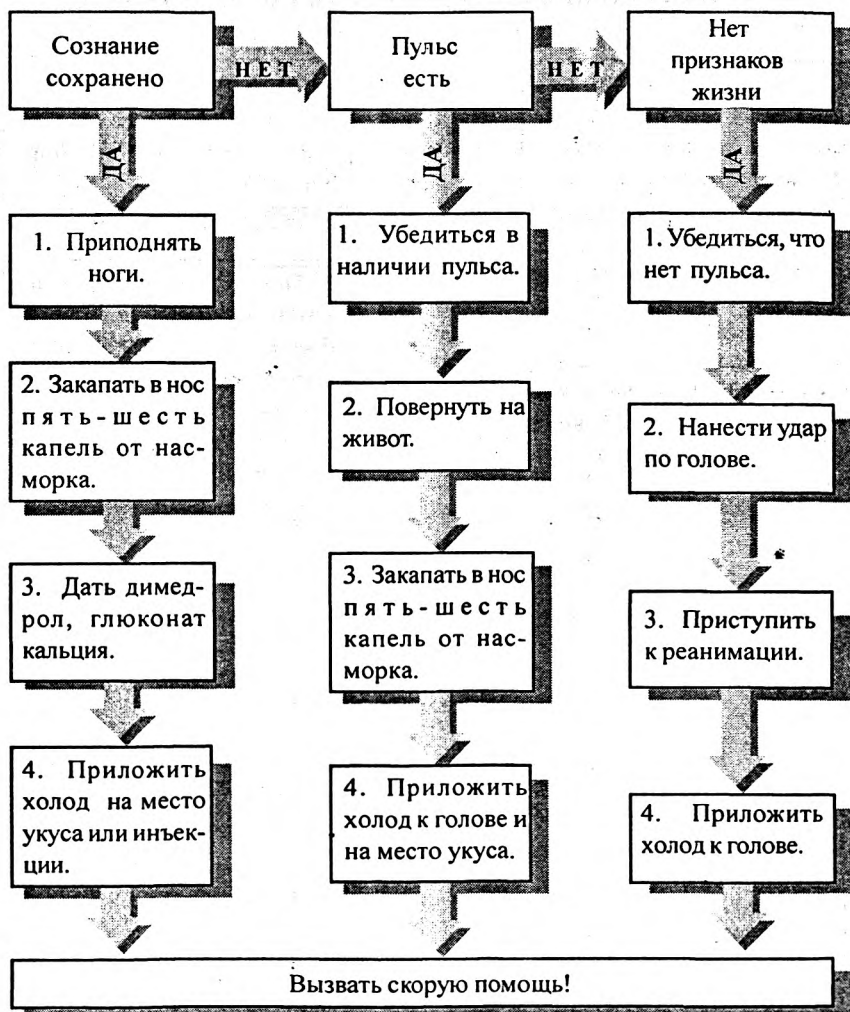 Сознание
сохранено
НЕТ
Пульс
есть
НЕТ
Нет
признаков
жизни
ДА
ДА
ДА
1. Приподнять
ноги.
2. Закапать в нос
пять-шесть
капель от нас-
морка.
3. Дать димед-
рол, глюконат
кальция.
4. Приложить
холод на место
укуса или инъек-
ции.
1. Убедиться в
наличии пульса.
2. Повернуть на
живот.
3. Закапать в нос
пять-шесть
капель от нас-
морка.
4. Приложить
холод к голове и
на место укуса.
1. Убедиться, что
нет пульса.
2. Нанести удар
по голове.
3. Приступить
к реанимации.
4. Приложить
холод к голове.
Вызвать скорую помощь!